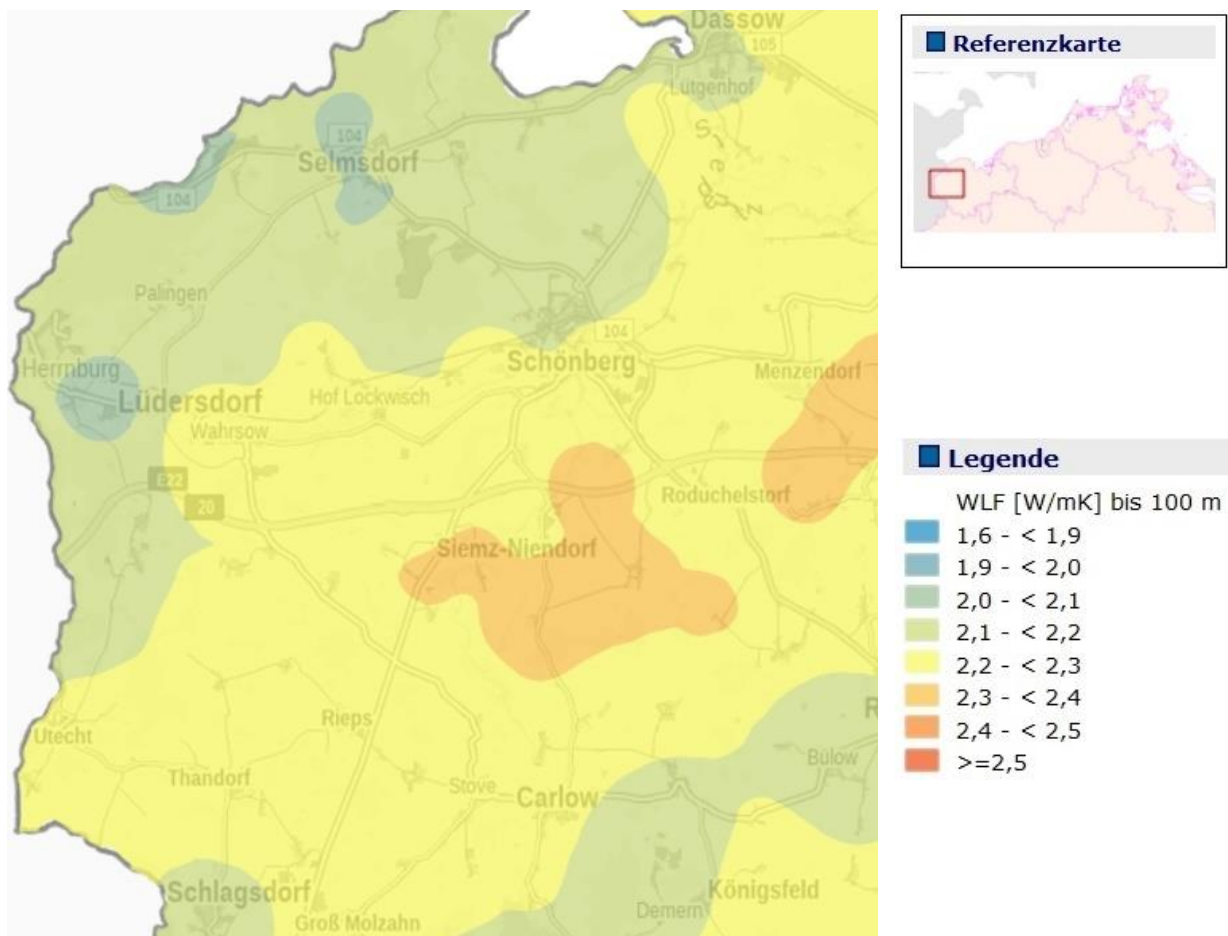 Dassow
105
Lütgenhof
104
Selmsdorf
104
Palingen
Herrnburg
Lüdersdorf
Hof Lockwisch
Wahrsow
104
Schönberg
Menzendorf
E22
20
Roduchelstorf
Siemz-Niendorf
Utecht
Rieps
Thandorf
Stove
Carlow
Bülow
R
Schlagsdorf
Groß Molzahn
Königsfeld
Demern
Referenzkarte
Legende
WLF [W/mK] bis 100 m
1,6 - < 1,9
1,9 - < 2,0
2,0 - < 2,1
2,1 - < 2,2
2,2 - < 2,3
2,3 - < 2,4
2,4 - < 2,5
>=2,5